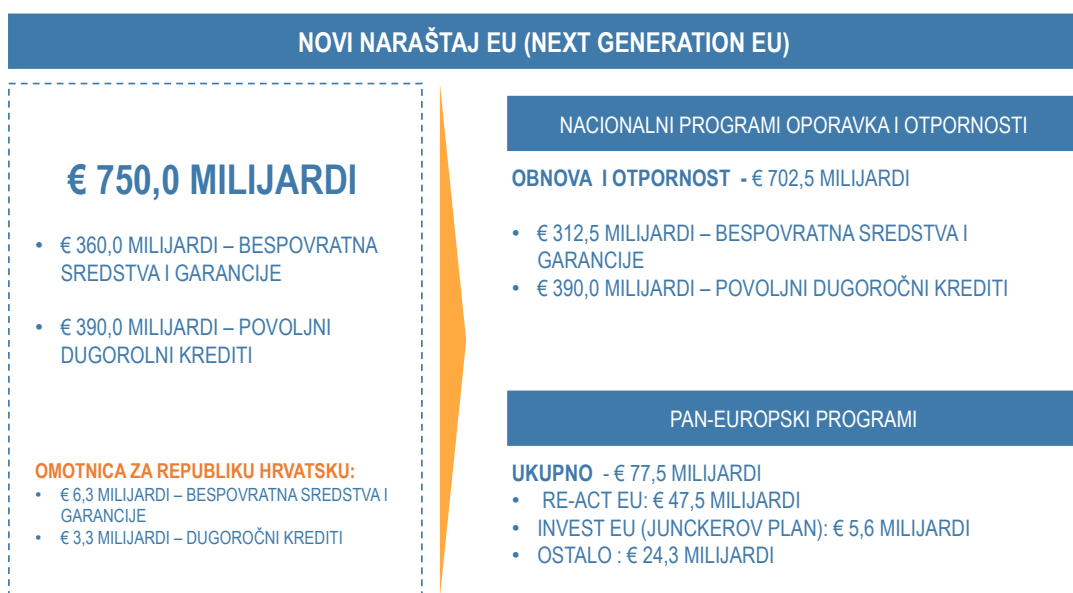 NOVI NARAŠTAJ EU (NEXT GENERATION EU)
€ 750,0 MILIJARDI
• € 360,0 MILIJARDI – BESPOVRATNA
SREDSTVA I GARANCIJE
• € 390,0 MILIJARDI – POVOLJNI
DUGOROLNI KREDITI
OMOTNICA ZA REPUBLIKU HRVATSKU:
• € 6,3 MILIJARDI – BESPOVRATNA SREDSTVA I
GARANCIJE
• € 3,3 MILIJARDI – DUGOROČNI KREDITI
NACIONALNI PROGRAMI OPORAVKA I OTPORNOSTI
OBNOVA I OTPORNOST - € 702,5 MILIJARDI
• € 312,5 MILIJARDI – BESPOVRATNA SREDSTVA I
GARANCIJE
• € 390,0 MILIJARDI – POVOLJNI DUGOROČNI KREDITI
PAN-EUROPSKI PROGRAMI
UKUPNO - € 77,5 MILIJARDI
• RE-ACT EU: € 47,5 MILIJARDI
• INVEST EU (JUNCKEROV PLAN): € 5,6 MILIJARDI
• OSTALO : € 24,3 MILIJARDI